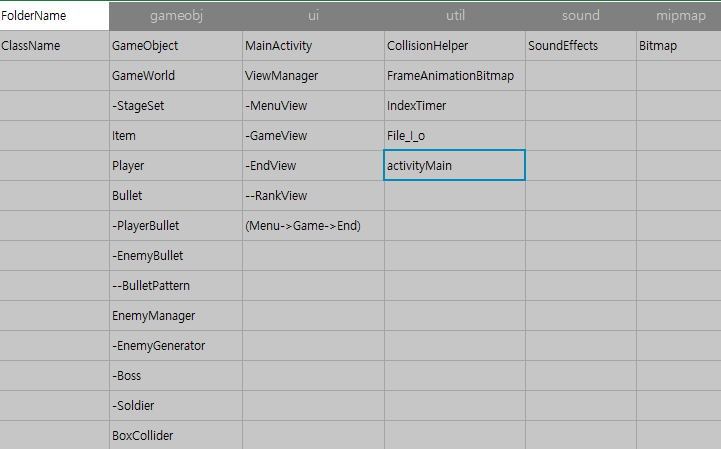 FolderName gameobj ui util sound mipmap
ClassName GameObject MainActivity CollisionHelper SoundEffects Bitmap
GameWorld ViewManager FrameAnimationBitmap
-StageSet -MenuView IndexTimer
Item -GameView File_I_o
Player -EndView activityMain
Bullet --RankView
-PlayerBullet (Menu->Game->End)
-EnemyBullet
--BulletPattern
EnemyManager
-EnemyGenerator
-Boss
-Soldier
BoxCollider